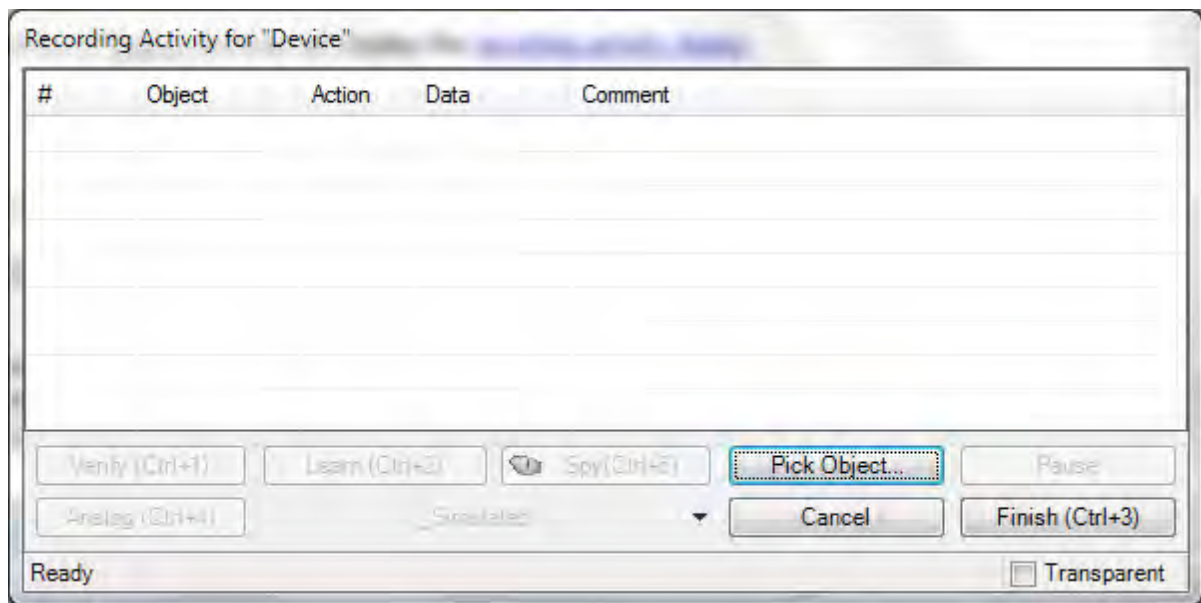 Recording Activity for "Device"
# Object Action Data Comment
Verify (Ctrl+1) Learn (Ctrl+2) Spy(Ctrl+5) Pick Object... Pause
Analog (Ctrl+4) Cancel Finish (Ctrl+3)
Ready Transparent